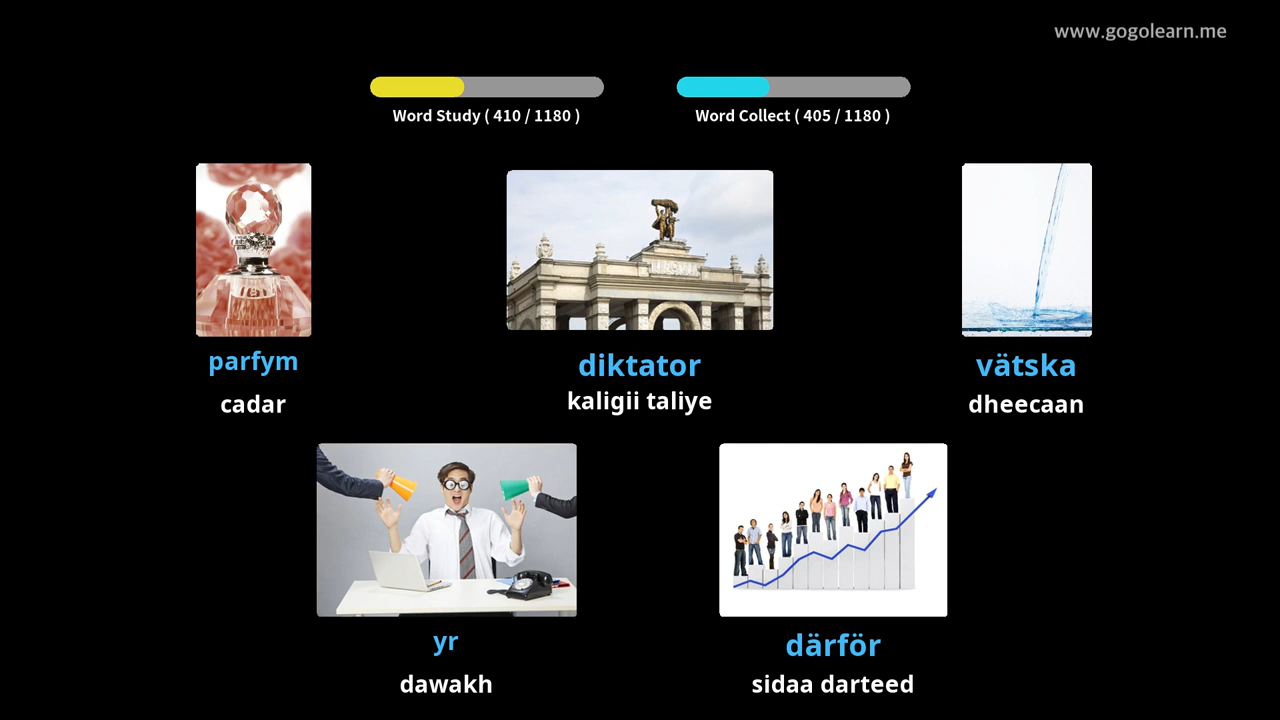 www.gogolearn.me
Word Study ( 410 / 1180 )
Word Collect ( 405 / 1180 )
parfym
cadar
diktator
kaligii taliye
vätska
dheecaan
yr
dawakh
därför
sidaa darteed